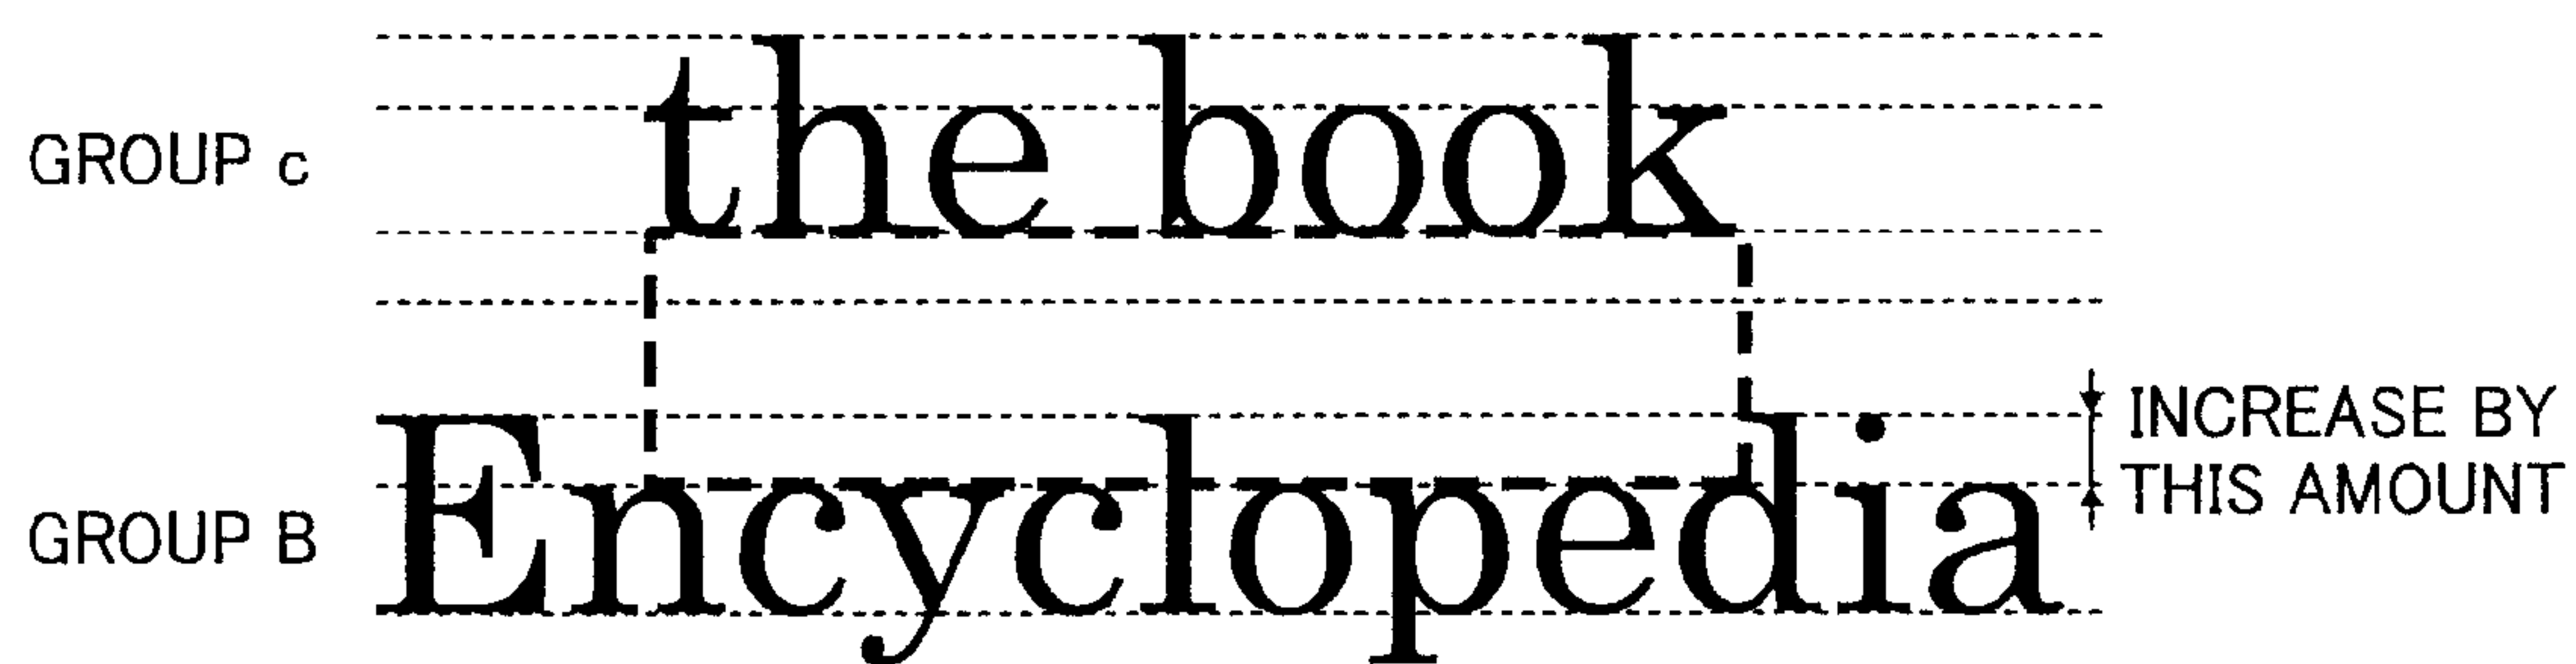 GROUP c the book
INCREASE BY
THIS AMOUNT
GROUP B Encyclopedia